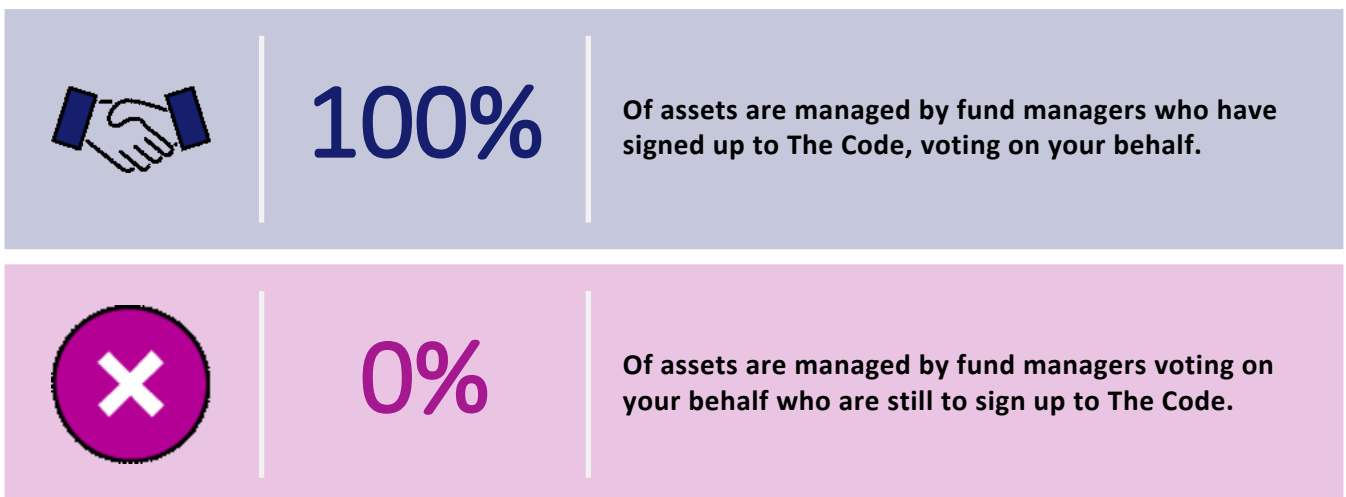 100%
Of assets are managed by fund managers who have
signed up to The Code, voting on your behalf.
0%
Of assets are managed by fund managers voting on
your behalf who are still to sign up to The Code.